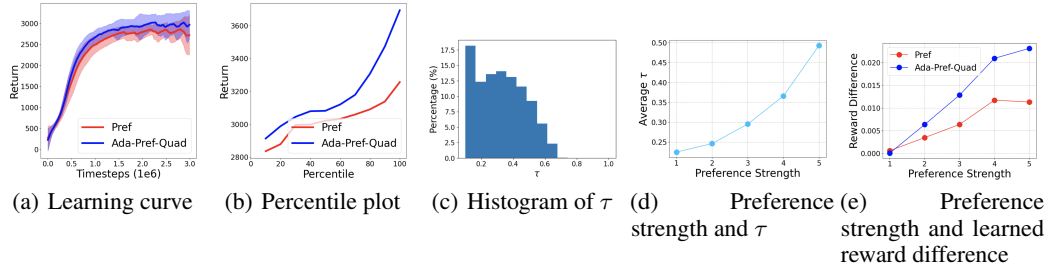 3000
2500
2000
1500
1000
500
0
Return
Pref
Ada-Pref-Quad
0.0 0.5 1.0 1.5 2.0 2.5 3.0
Timesteps (1e6)
(a) Learning curve
3600
3400
3200
3000
2800
Return
Pref
Ada-Pref-Quad
20 40 60 80 100
Percentile
(b) Percentile plot
17.5
15.0
12.5
10.0
7.5
5.0
2.5
0.0
Percentage (%)
0.2 0.4 0.6 0.8 1.0
τ
(c) Histogram of τ
0.50
0.45
0.40
0.35
0.30
0.25
Average τ
1 2 3 4 5
Preference Strength
(d) Preference
strength and τ
0.020
0.015
0.010
0.005
0.000
Reward Difference
Pref
Ada-Pref-Quad
1 2 3 4 5
Preference Strength
(e) Preference
strength and learned
reward difference